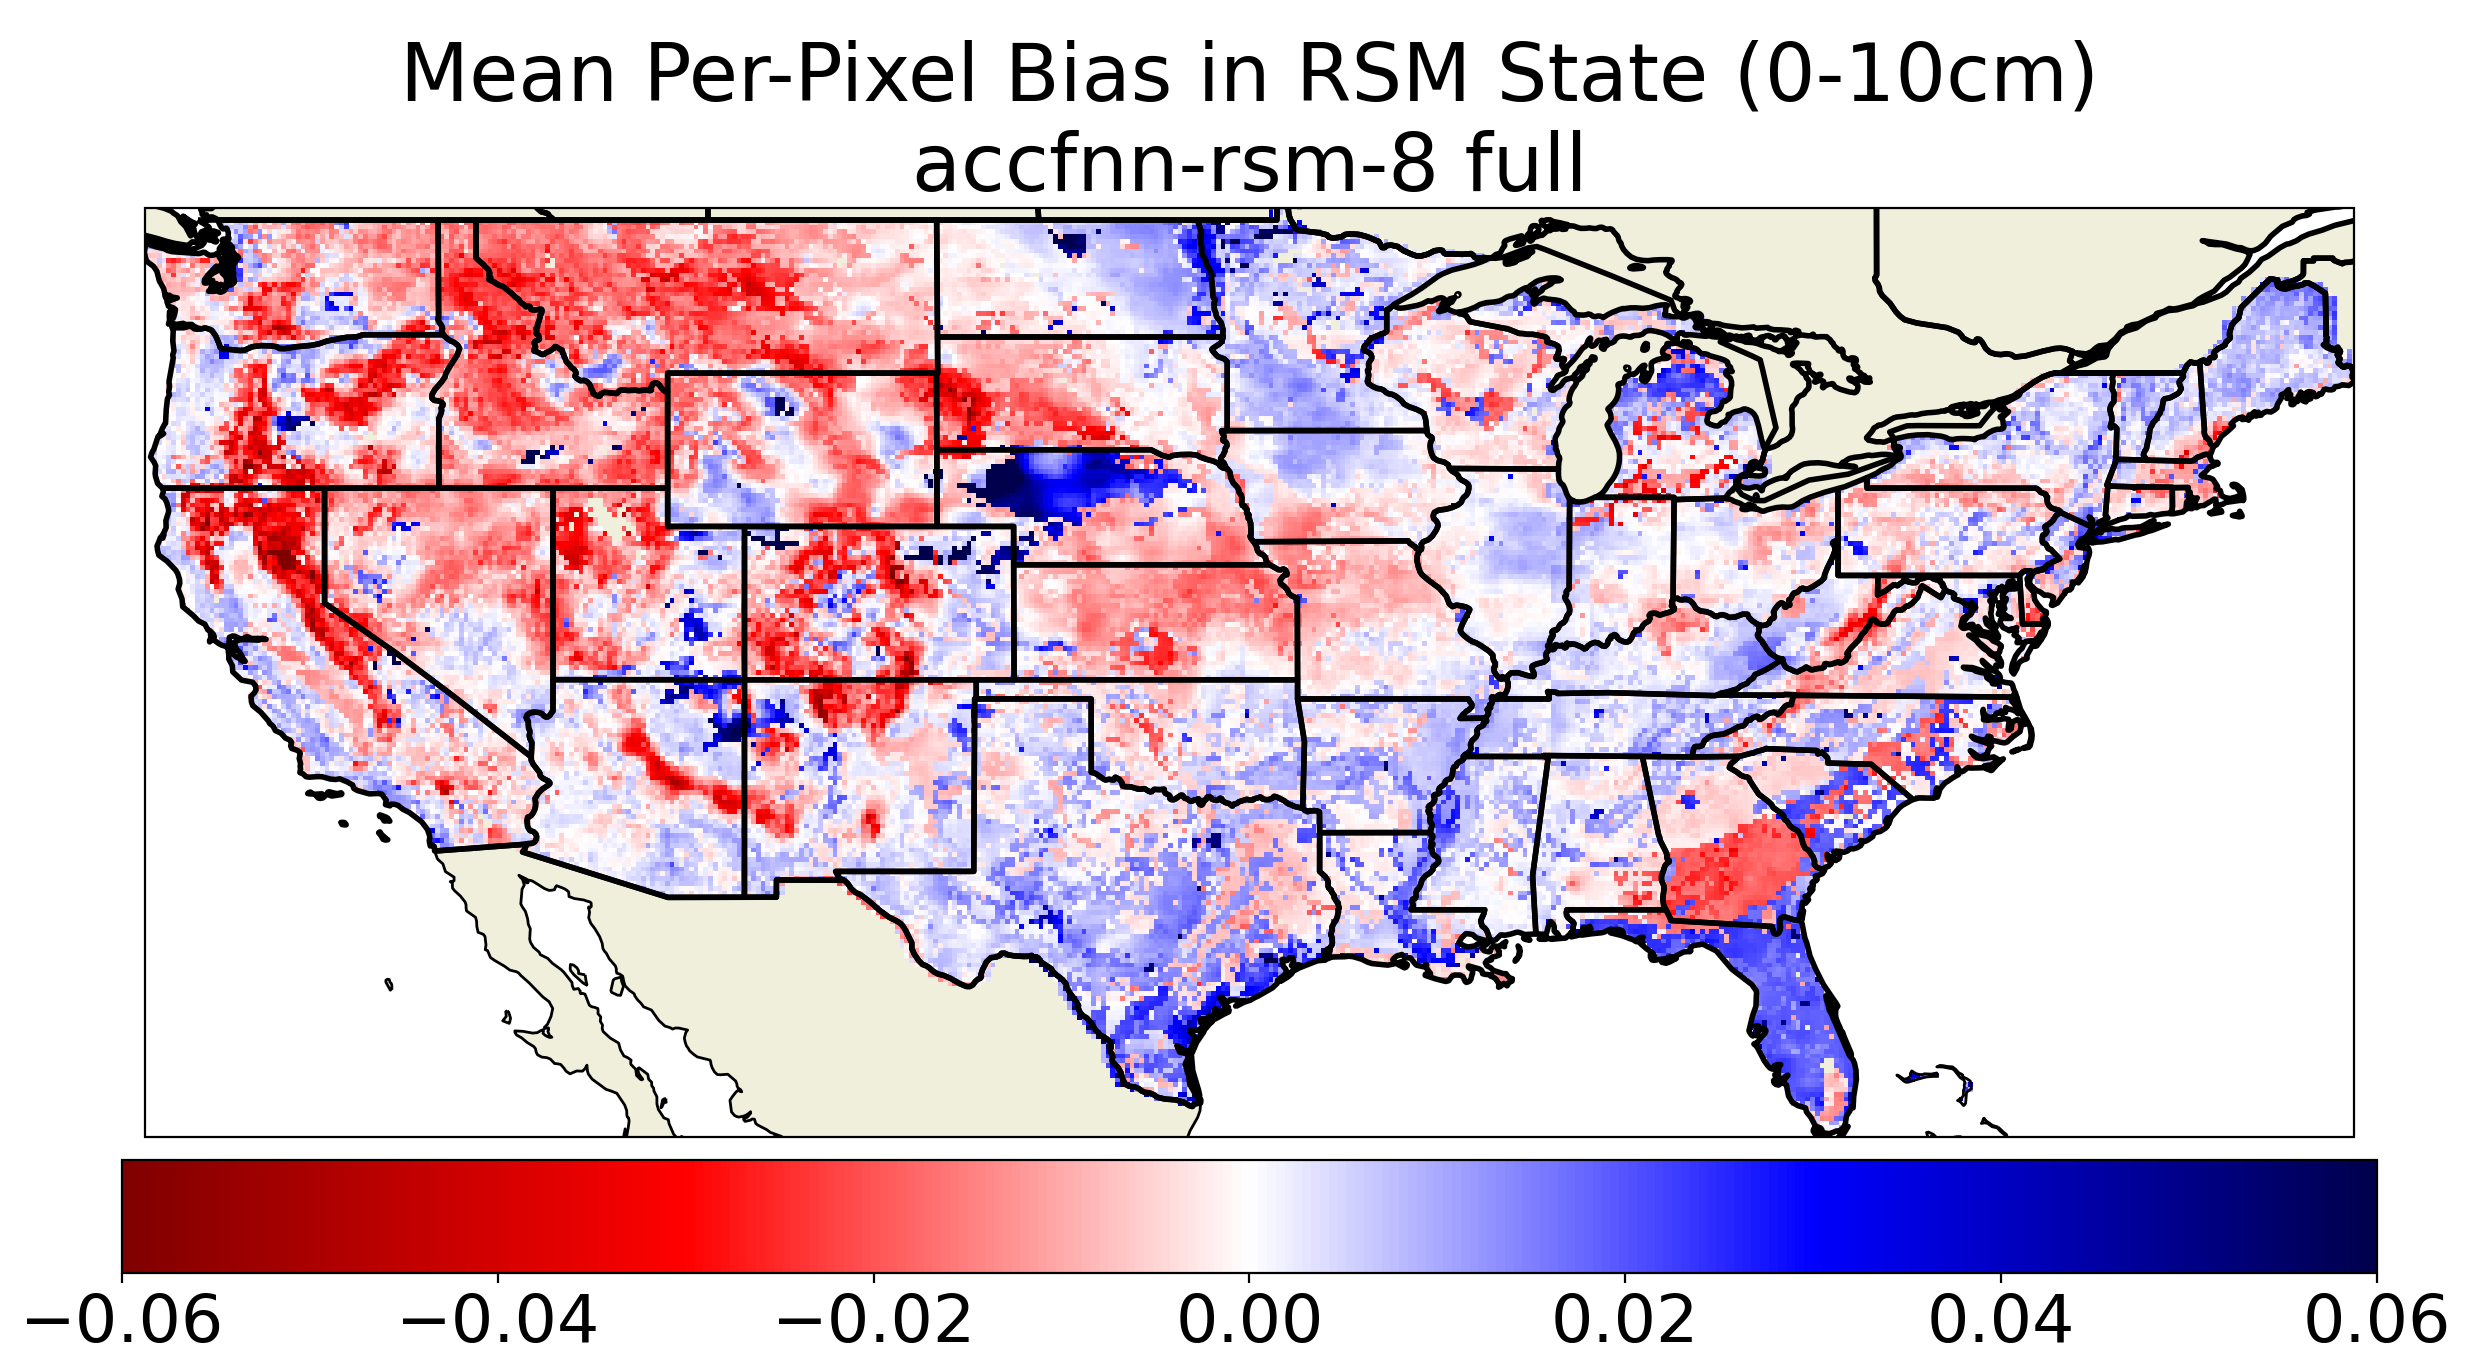 Mean Per-Pixel Bias in RSM State (0-10cm)
accfnn-rsm-8 full
−0.06 −0.04 −0.02 0.00 0.02 0.04 0.06